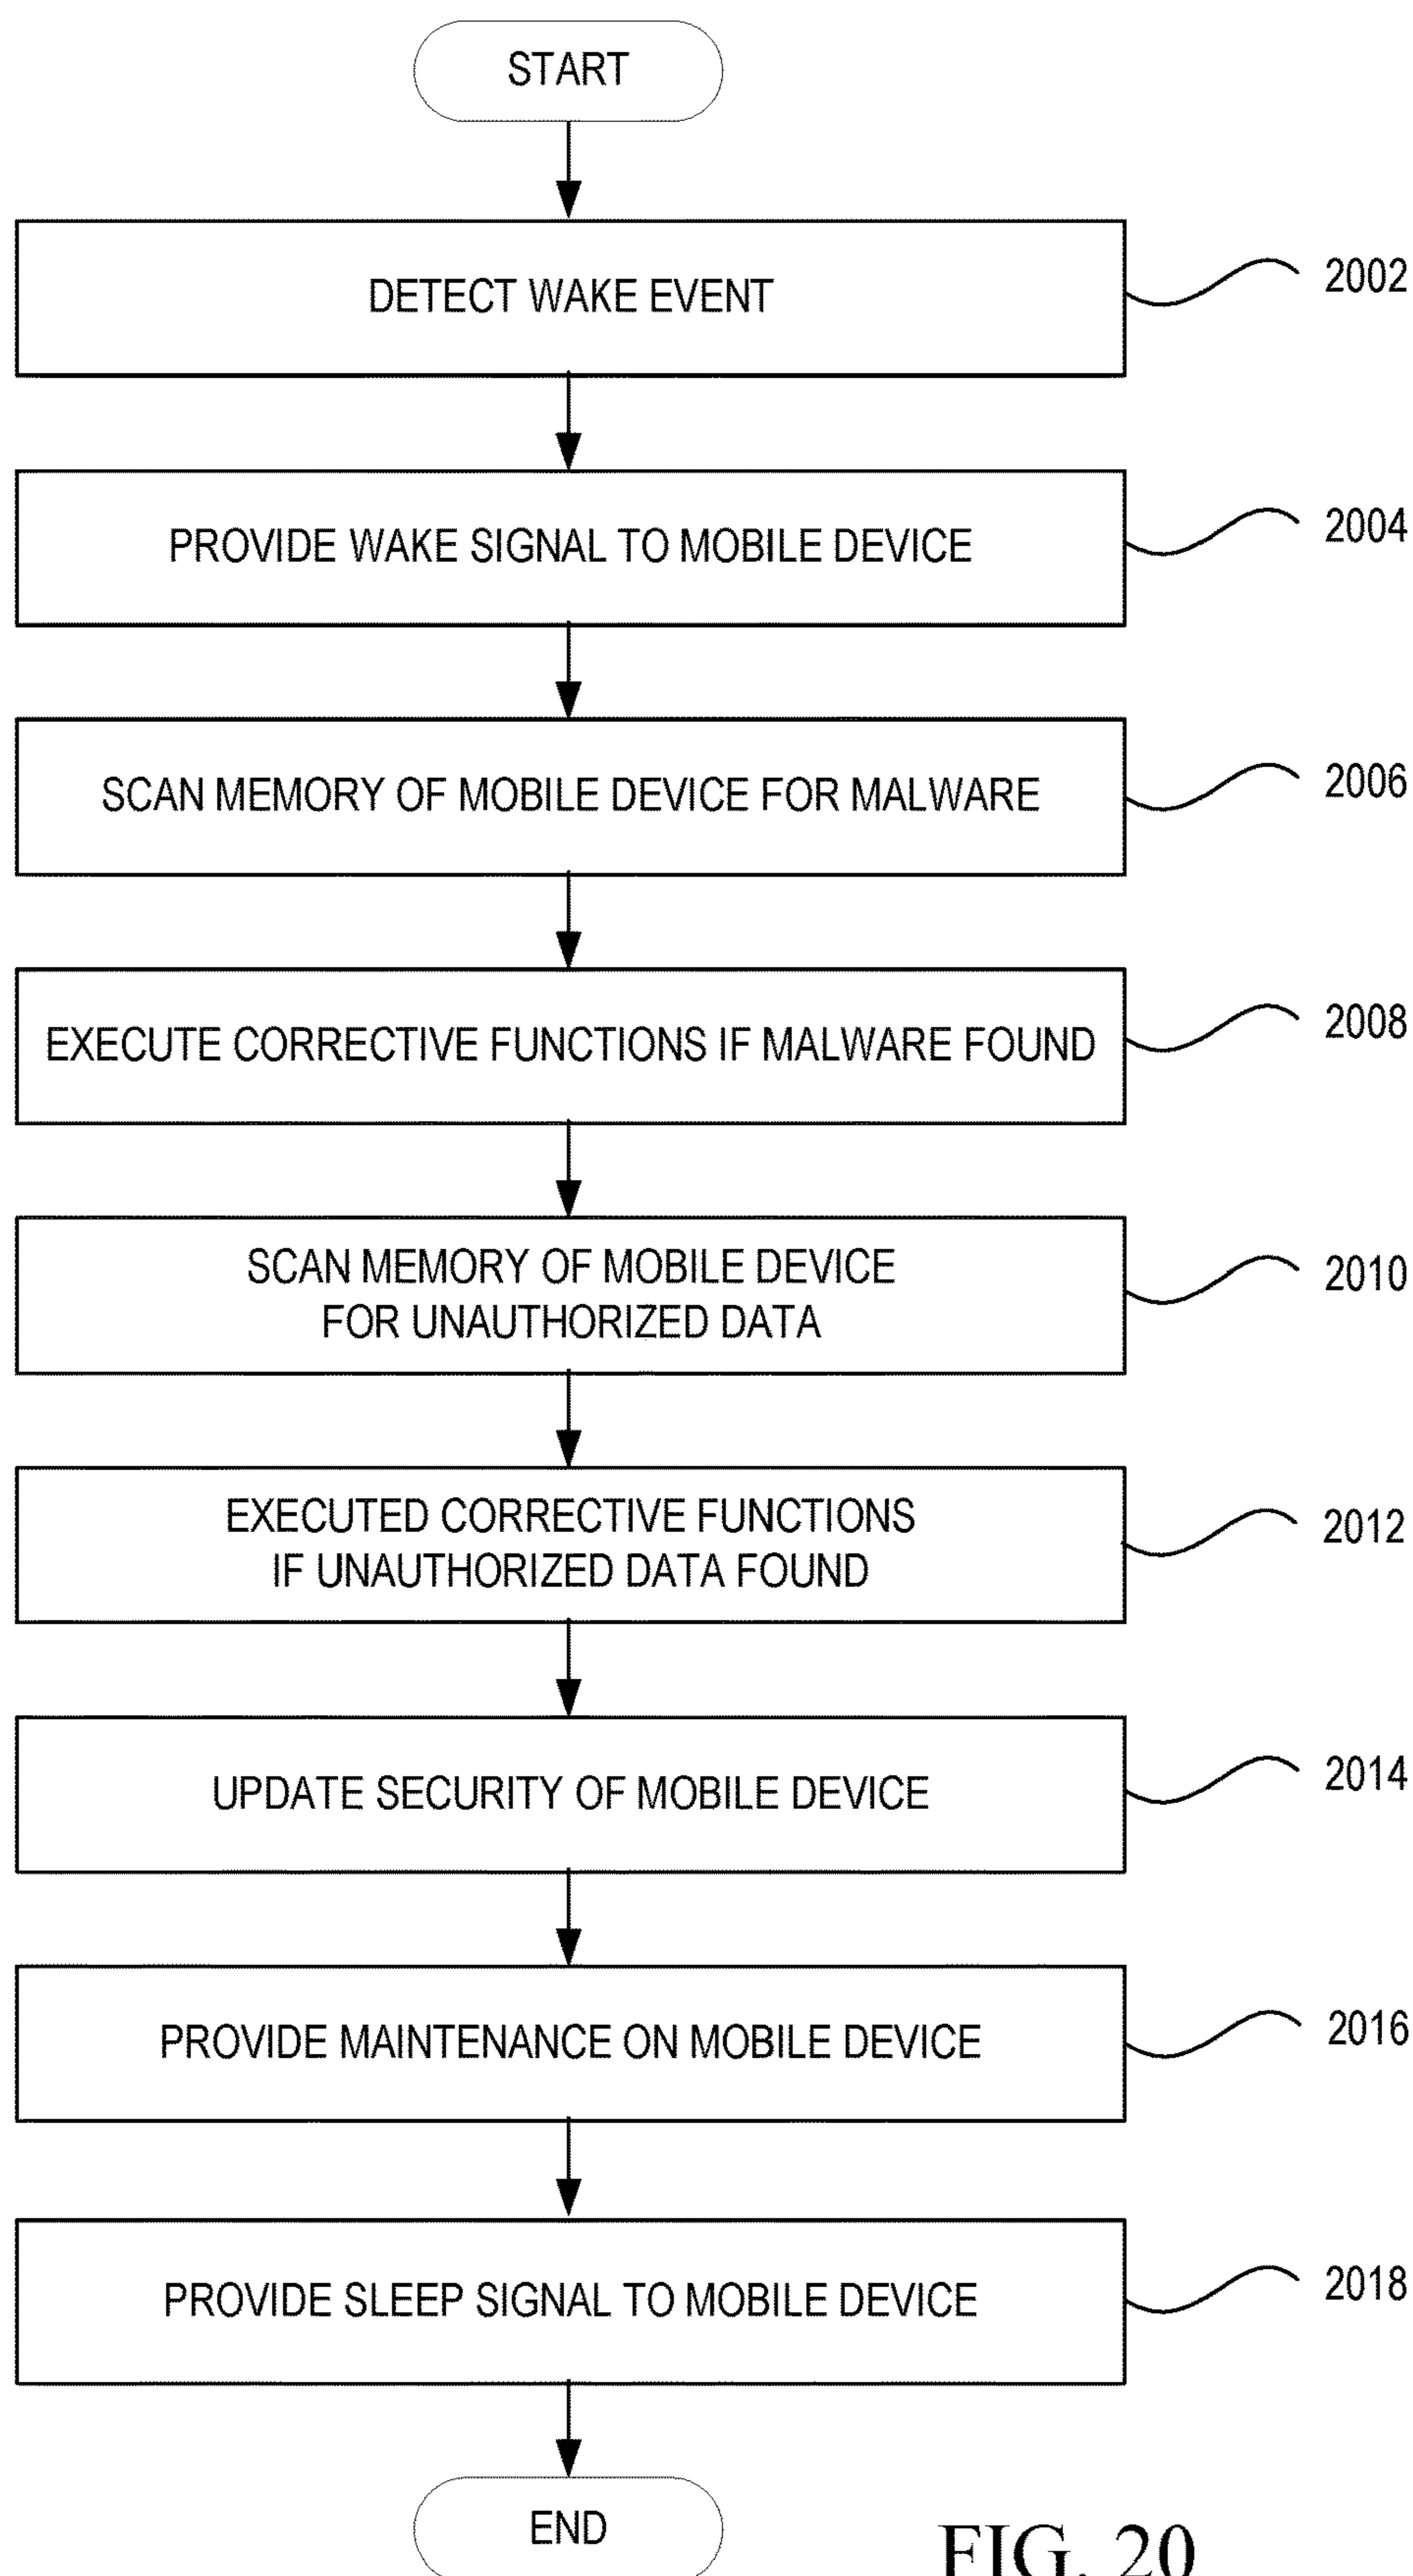 START
DETECT WAKE EVENT
2002
PROVIDE WAKE SIGNAL TO MOBILE DEVICE
2004
SCAN MEMORY OF MOBILE DEVICE FOR MALWARE
2006
EXECUTE CORRECTIVE FUNCTIONS IF MALWARE FOUND
2008
SCAN MEMORY OF MOBILE DEVICE
FOR UNAUTHORIZED DATA
2010
EXECUTED CORRECTIVE FUNCTIONS
IF UNAUTHORIZED DATA FOUND
2012
UPDATE SECURITY OF MOBILE DEVICE
2014
PROVIDE MAINTENANCE ON MOBILE DEVICE
2016
PROVIDE SLEEP SIGNAL TO MOBILE DEVICE
2018
END
FIG. 20